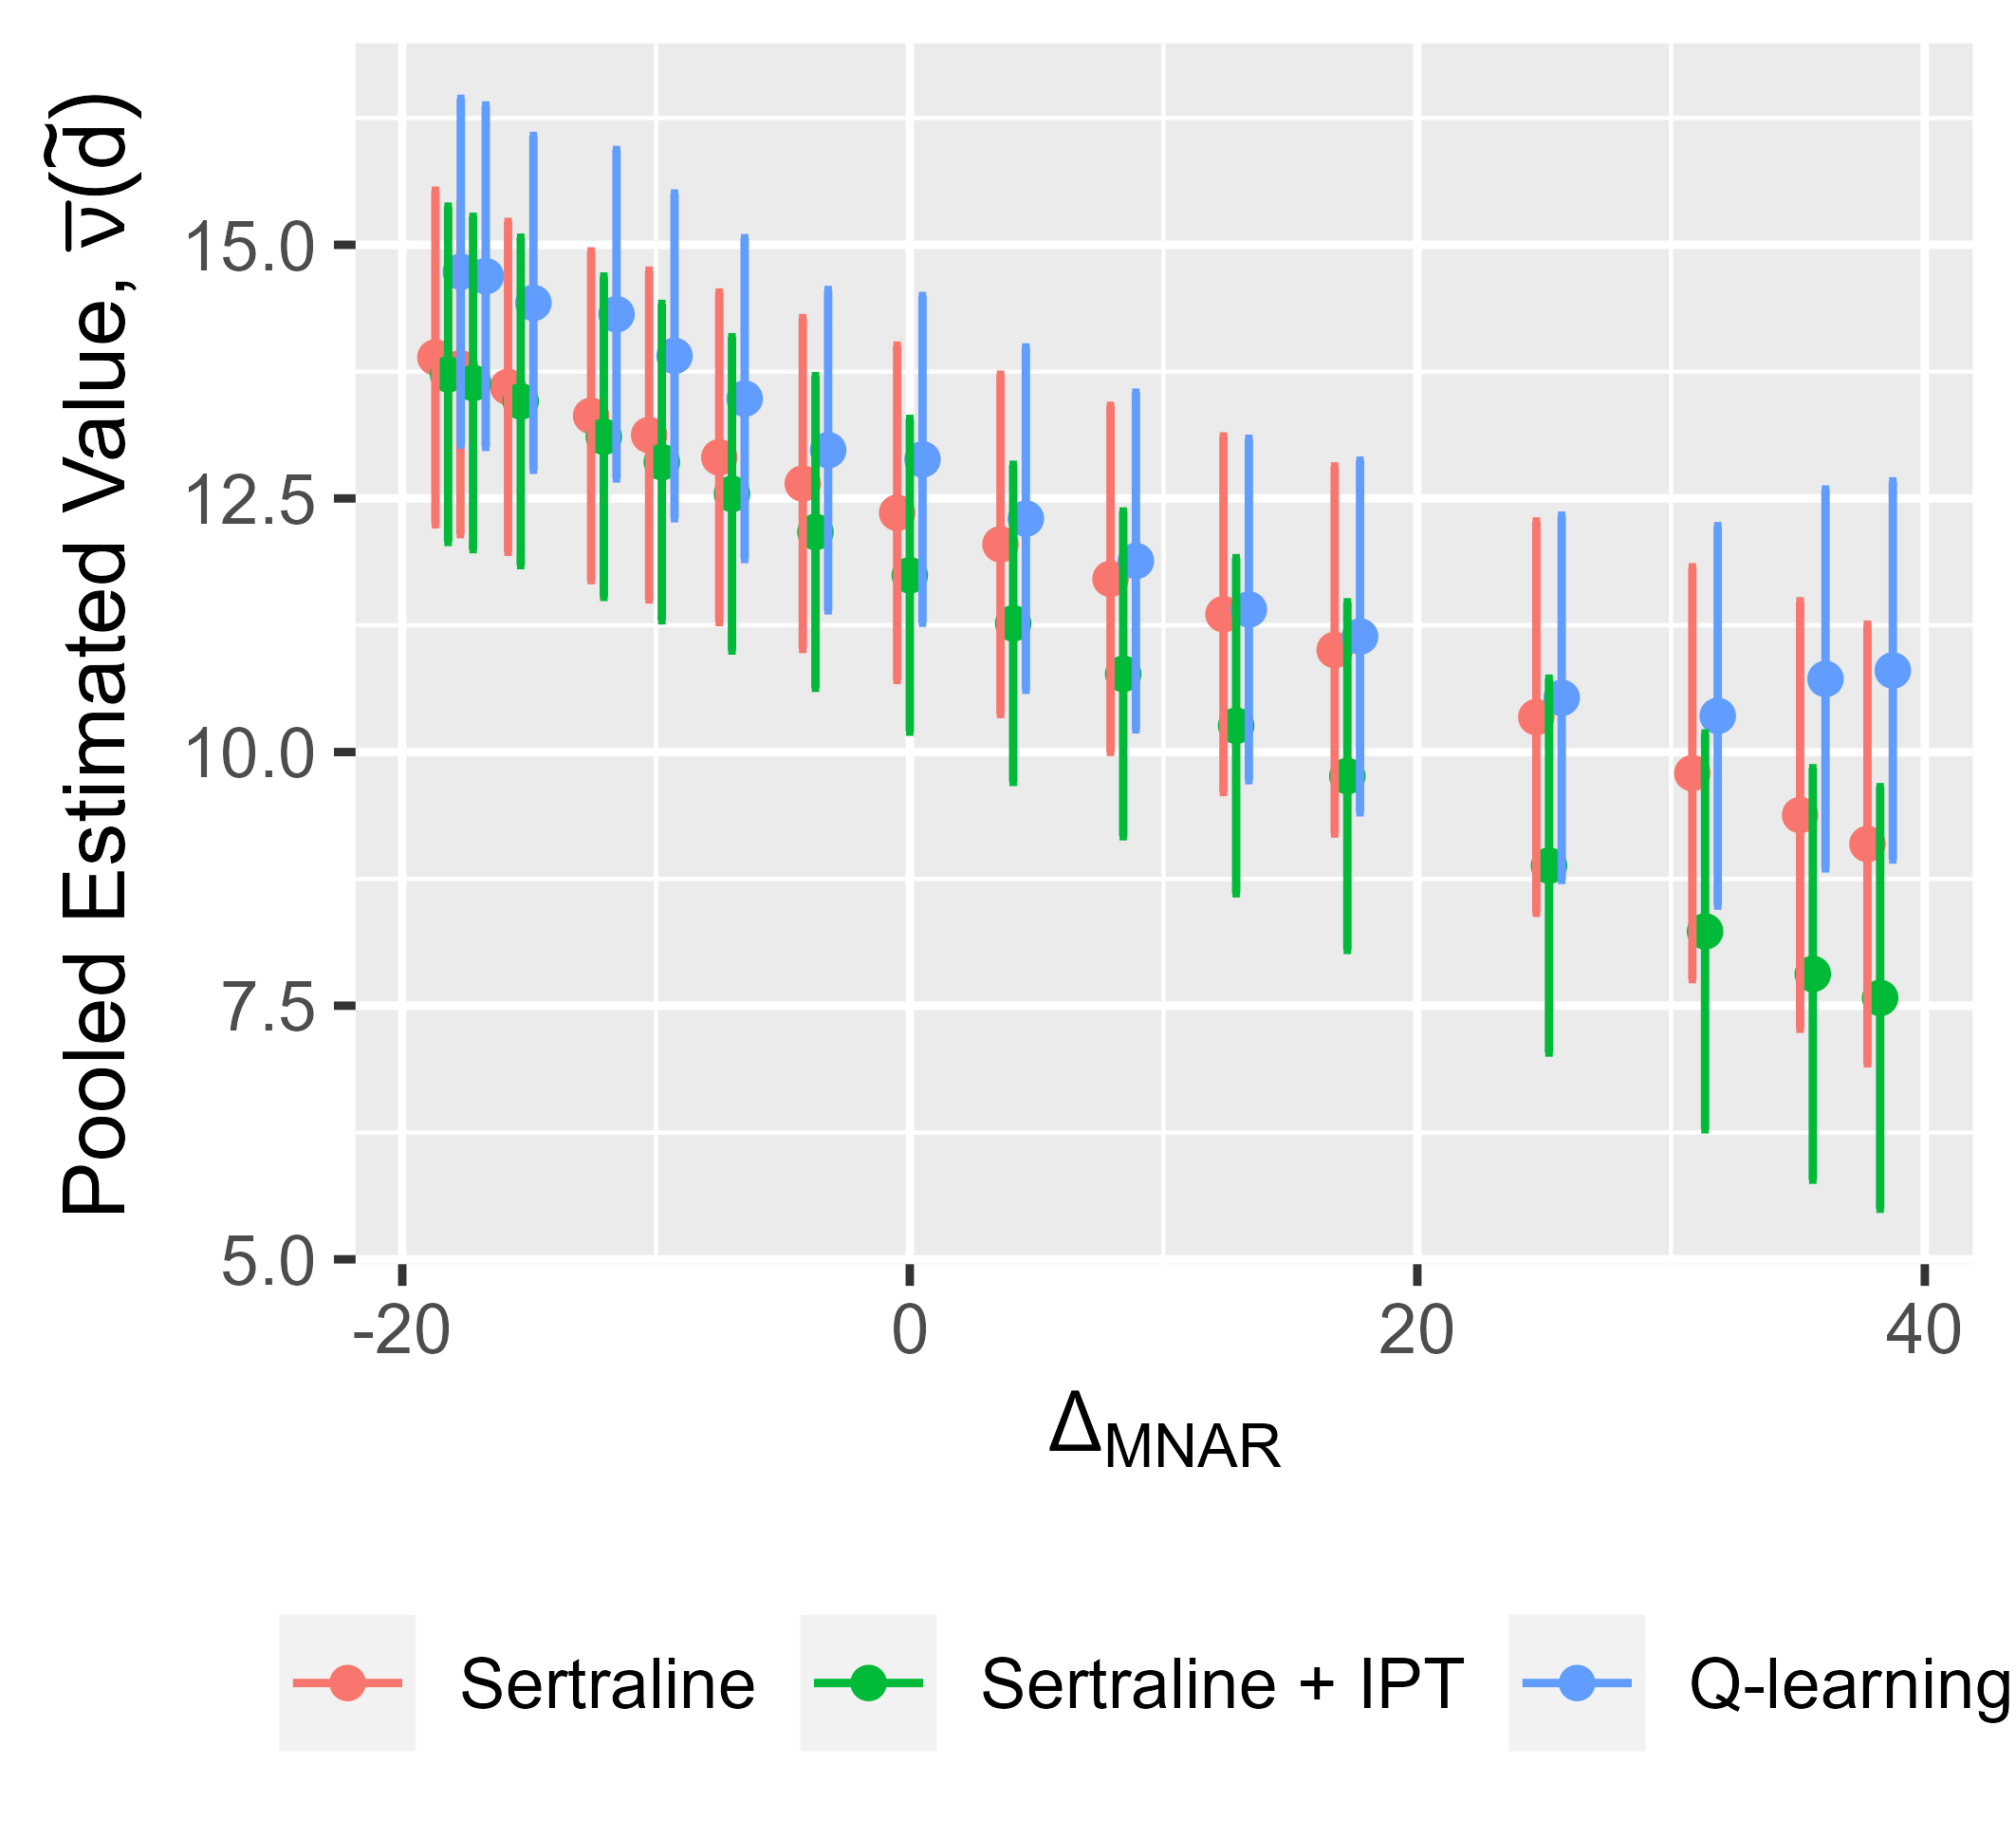 Pooled Estimated Value, ν̅(d̃)
15.0
12.5
10.0
7.5
5.0
-20 0 20 40
Δ_MNAR
Sertraline Sertraline + IPT Q-learning